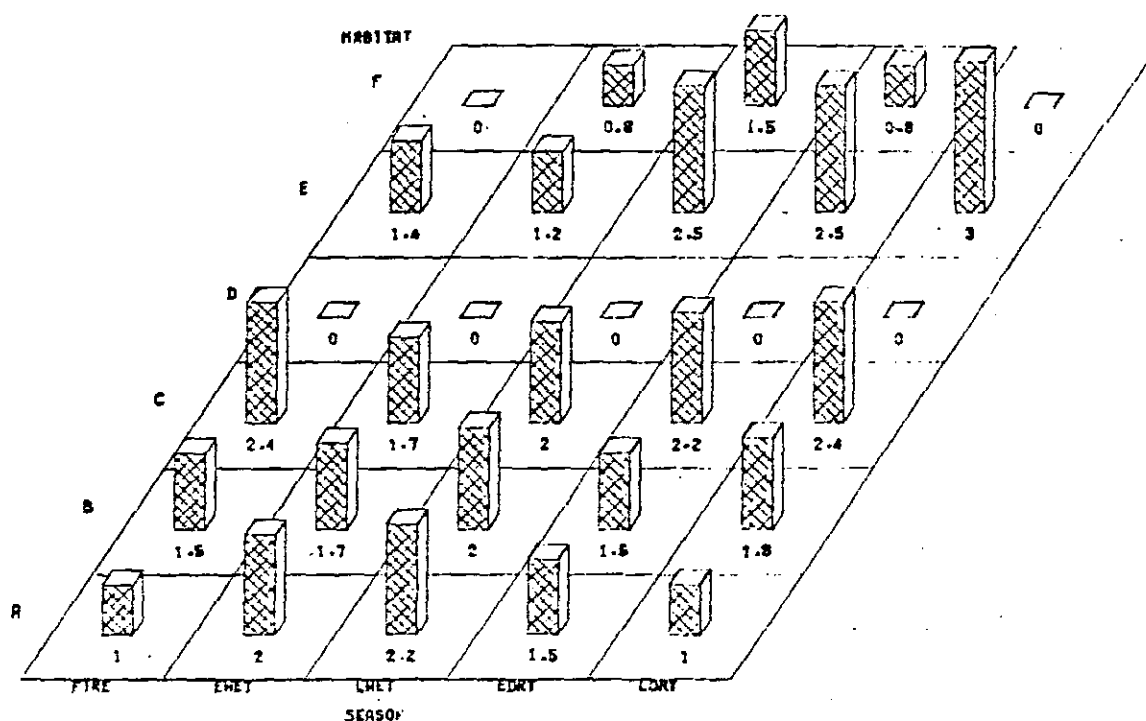 HABITAT
F
0 0.8 1.5 0.8 0
E
1.4 1.2 2.5 2.5 3
D
0 0 0 0 0
C
2.4 1.7 2 2.2 2.4
B
1.5 1.7 2 1.5 1.8
A
1 2 2.2 1.5 1
FIRE EWET LWET EDRY LDRY
SEASON